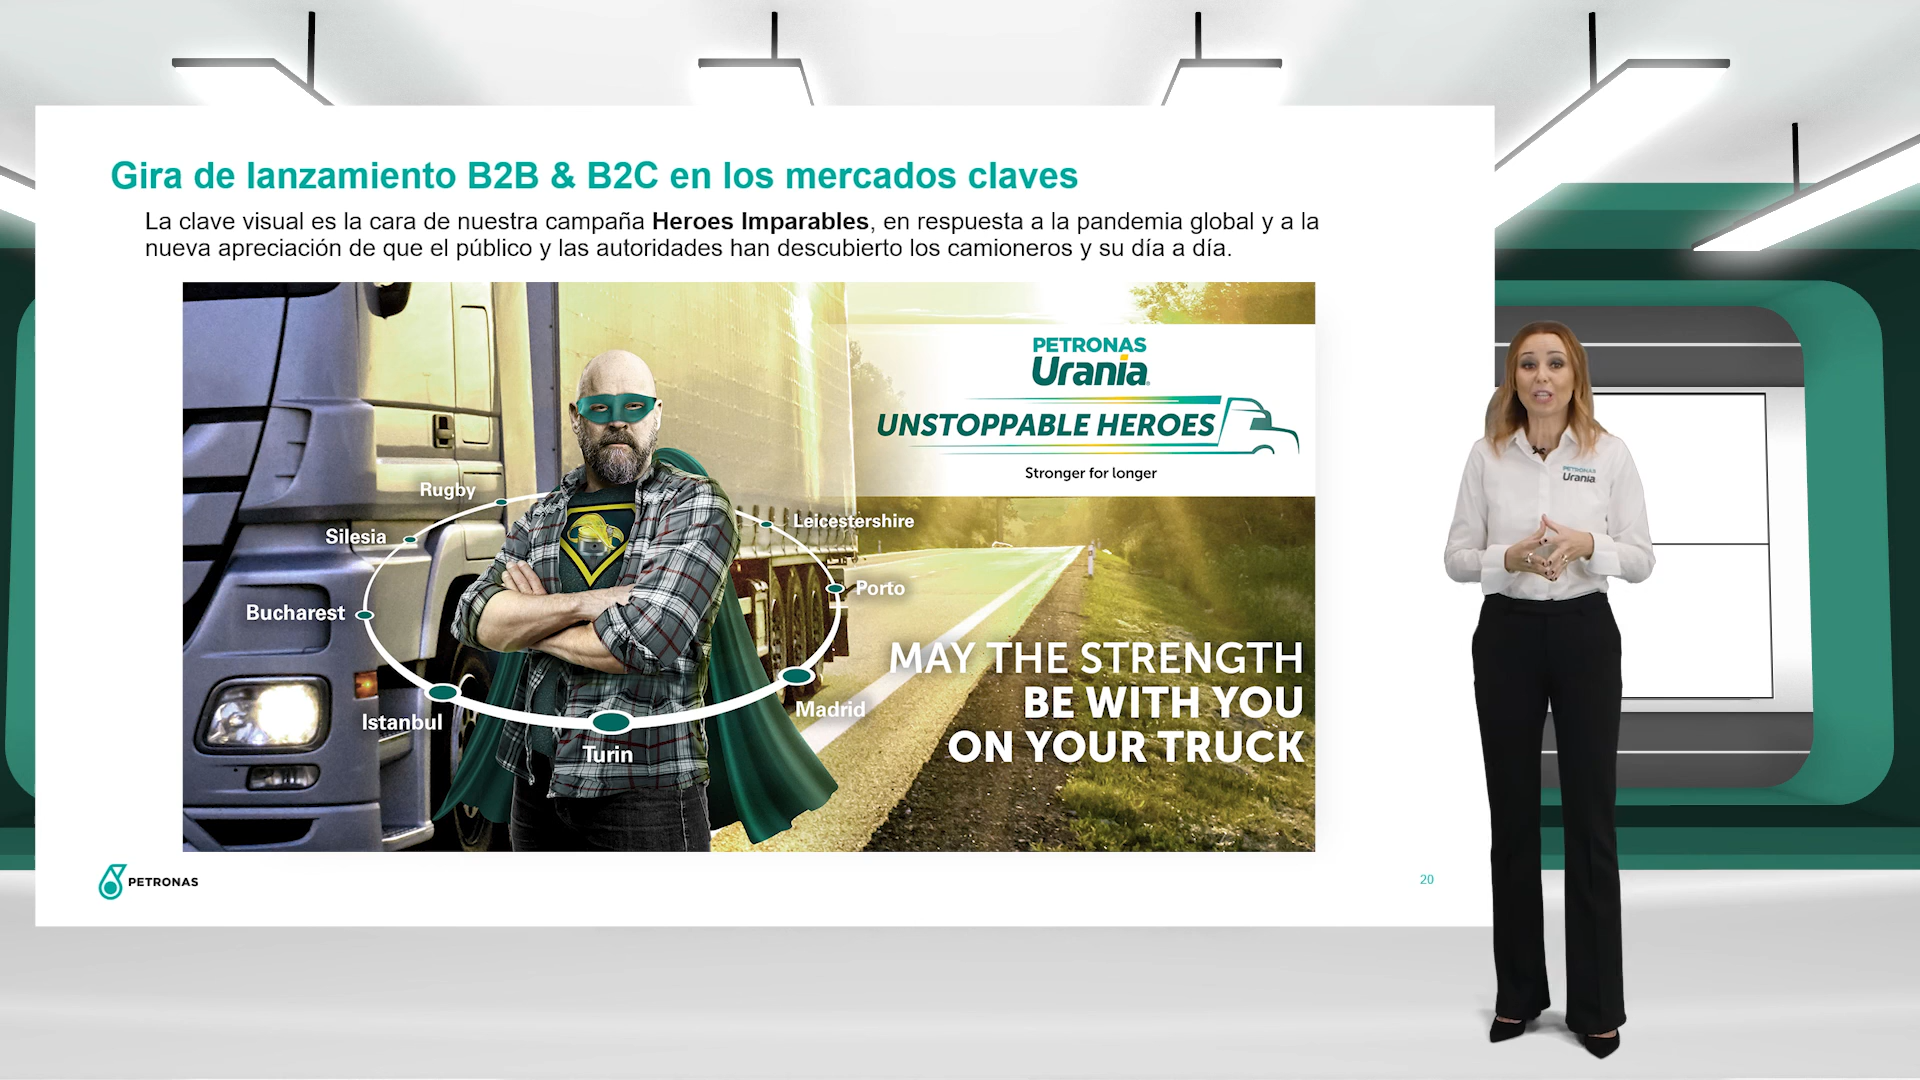 Gira de lanzamiento B2B & B2C en los mercados claves
La clave visual es la cara de nuestra campaña Heroes Imparables, en respuesta a la pandemia global y a la
nueva apreciación de que el público y las autoridades han descubierto los camioneros y su día a día.
PETRONAS
Urania
UNSTOPPABLE HEROES
Stronger for longer
Rugby
Leicestershire
Silesia
Porto
Bucharest
Madrid
Istanbul
Turin
MAY THE STRENGTH
BE WITH YOU
ON YOUR TRUCK
PETRONAS
20
PETRONAS
Urania